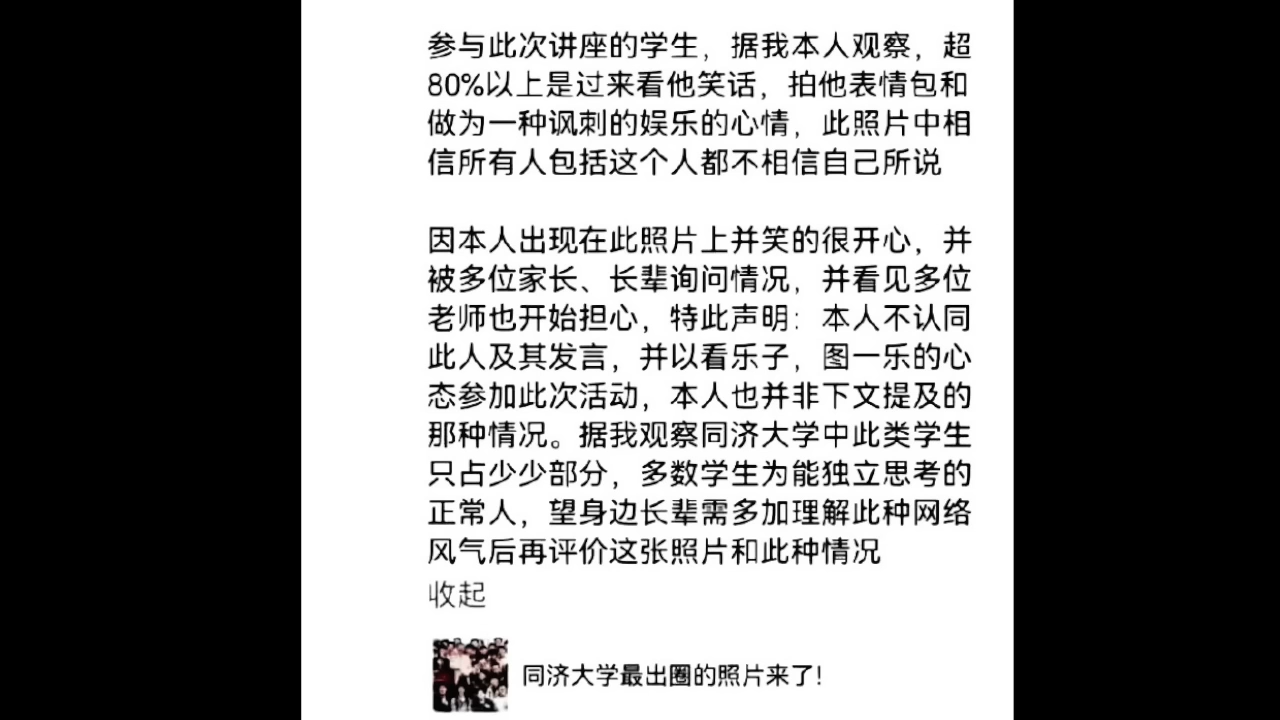 参与此次讲座的学生，据我本人观察，超
80%以上是过来看他笑话，拍他表情包和
做为一种讽刺的娱乐的心情，此照片中相
信所有人包括这个人都不相信自己所说
因本人出现在此照片上并笑的很开心，并
被多位家长、长辈询问情况，并看见多位
老师也开始担心，特此声明：本人不认同
此人及其发言，并以看乐子，图一乐的心
态参加此次活动，本人也并非下文提及的
那种情况。据我观察同济大学中此类学生
只占少少部分，多数学生为能独立思考的
正常人，望身边长辈需多加理解此种网络
风气后再评价这张照片和此种情况
收起
同济大学最出圈的照片来了!